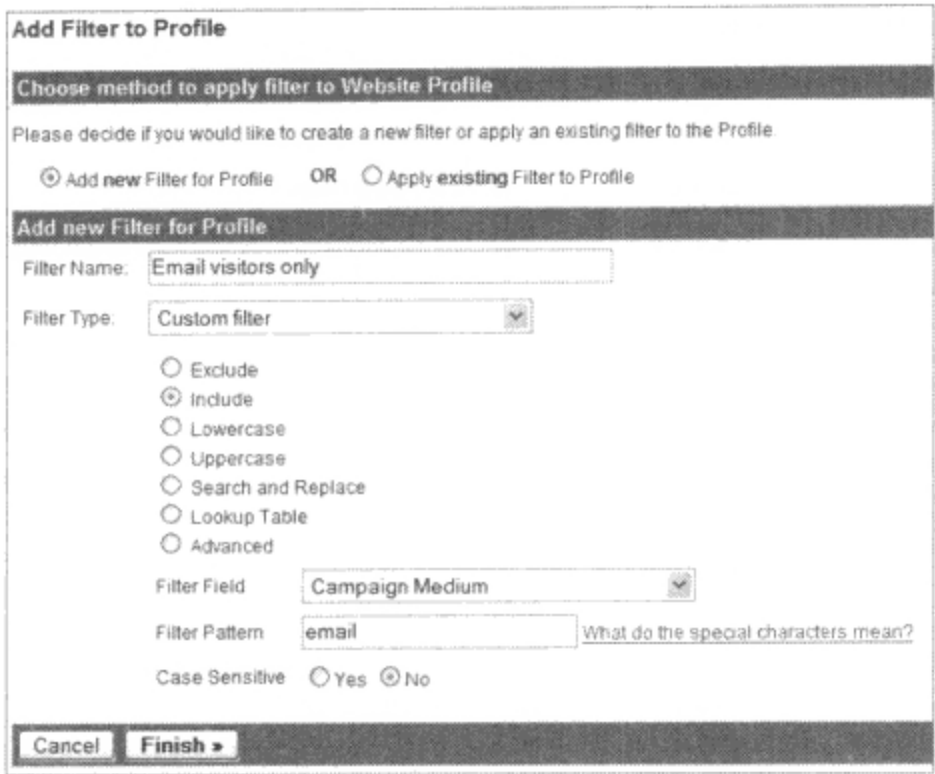 Add Filter to Profile
Choose method to apply filter to Website Profile
Please decide if you would like to create a new filter or apply an existing filter to the Profile.
Add new Filter for Profile OR Apply existing Filter to Profile
Add new Filter for Profile
Filter Name: Email visitors only
Filter Type: Custom filter
Exclude
Include
Lowercase
Uppercase
Search and Replace
Lookup Table
Advanced
Filter Field Campaign Medium
Filter Pattern email What do the special characters mean?
Case Sensitive Yes No
Cancel Finish »